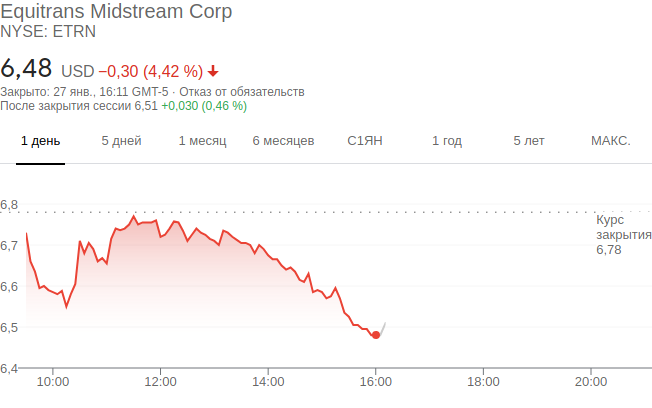 Equitrans Midstream Corp
NYSE: ETRN
6,48 USD −0,30 (4,42 %)
Закрыто: 27 янв., 16:11 GMT-5 · Отказ от обязательств
После закрытия сессии 6,51 +0,030 (0,46 %)
1 день 5 дней 1 месяц 6 месяцев С1ЯН 1 год 5 лет МАКС.
6,8
Курс
закрытия
6,78
6,7
6,6
6,5
6,4
10:00 12:00 14:00 16:00 18:00 20:00